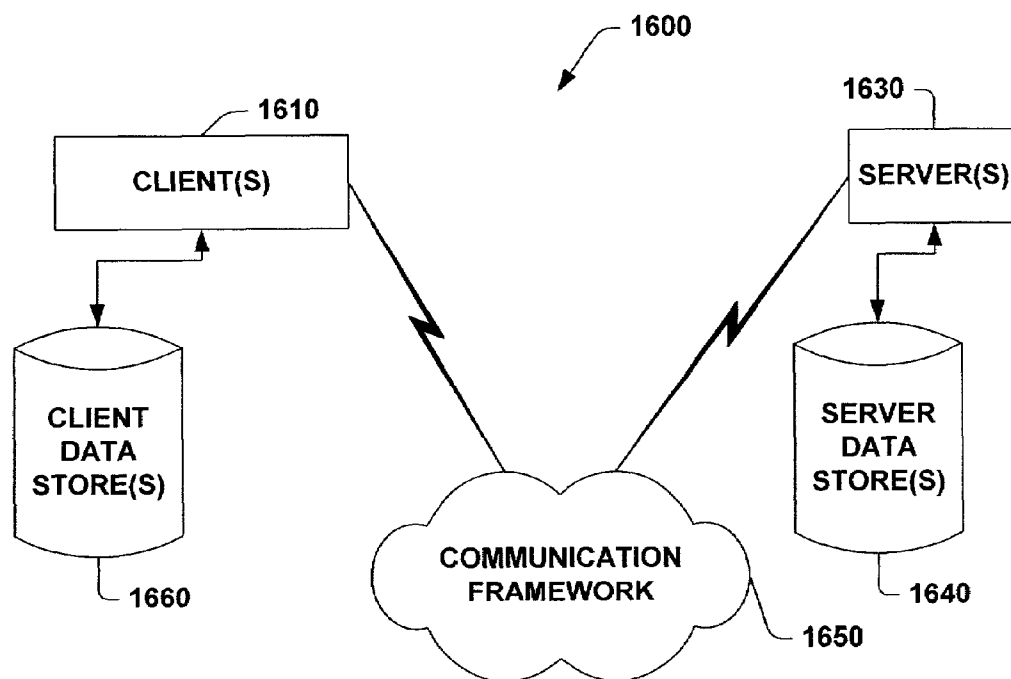 1600
1610
1630
CLIENT(S)
SERVER(S)
CLIENT
DATA
STORE(S)
SERVER
DATA
STORE(S)
COMMUNICATION
FRAMEWORK
1660
1640
1650